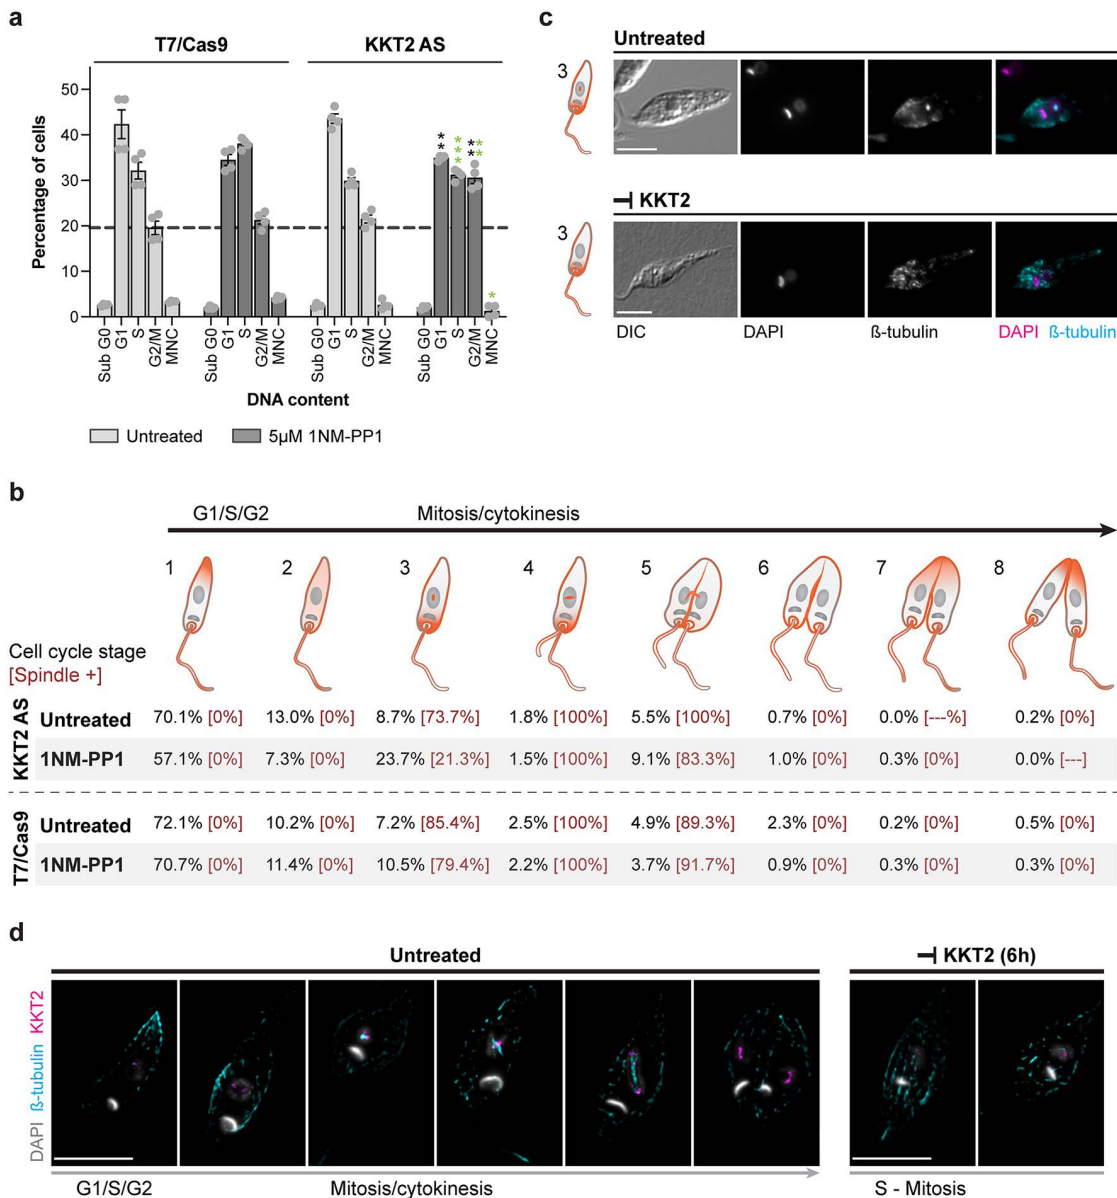 a
T7/Cas9
KKT2 AS
Percentage of cells
50
40
30
20
10
0
** *** ** ** *
Sub G0 G1 S G2/M MNC Sub G0 G1 S G2/M MNC Sub G0 G1 S G2/M MNC Sub G0 G1 S G2/M MNC
DNA content
Untreated 5µM 1NM-PP1
c
Untreated
3
KKT2
3
DIC DAPI ß-tubulin DAPI ß-tubulin
b
G1/S/G2 Mitosis/cytokinesis
1 2 3 4 5 6 7 8
Cell cycle stage
[Spindle +]
KKT2 AS
Untreated 70.1% [0%] 13.0% [0%] 8.7% [73.7%] 1.8% [100%] 5.5% [100%] 0.7% [0%] 0.0% [---%] 0.2% [0%]
1NM-PP1 57.1% [0%] 7.3% [0%] 23.7% [21.3%] 1.5% [100%] 9.1% [83.3%] 1.0% [0%] 0.3% [0%] 0.0% [---]
T7/Cas9
Untreated 72.1% [0%] 10.2% [0%] 7.2% [85.4%] 2.5% [100%] 4.9% [89.3%] 2.3% [0%] 0.2% [0%] 0.5% [0%]
1NM-PP1 70.7% [0%] 11.4% [0%] 10.5% [79.4%] 2.2% [100%] 3.7% [91.7%] 0.9% [0%] 0.3% [0%] 0.3% [0%]
d
Untreated
KKT2 (6h)
DAPI ß-tubulin KKT2
G1/S/G2 Mitosis/cytokinesis S - Mitosis